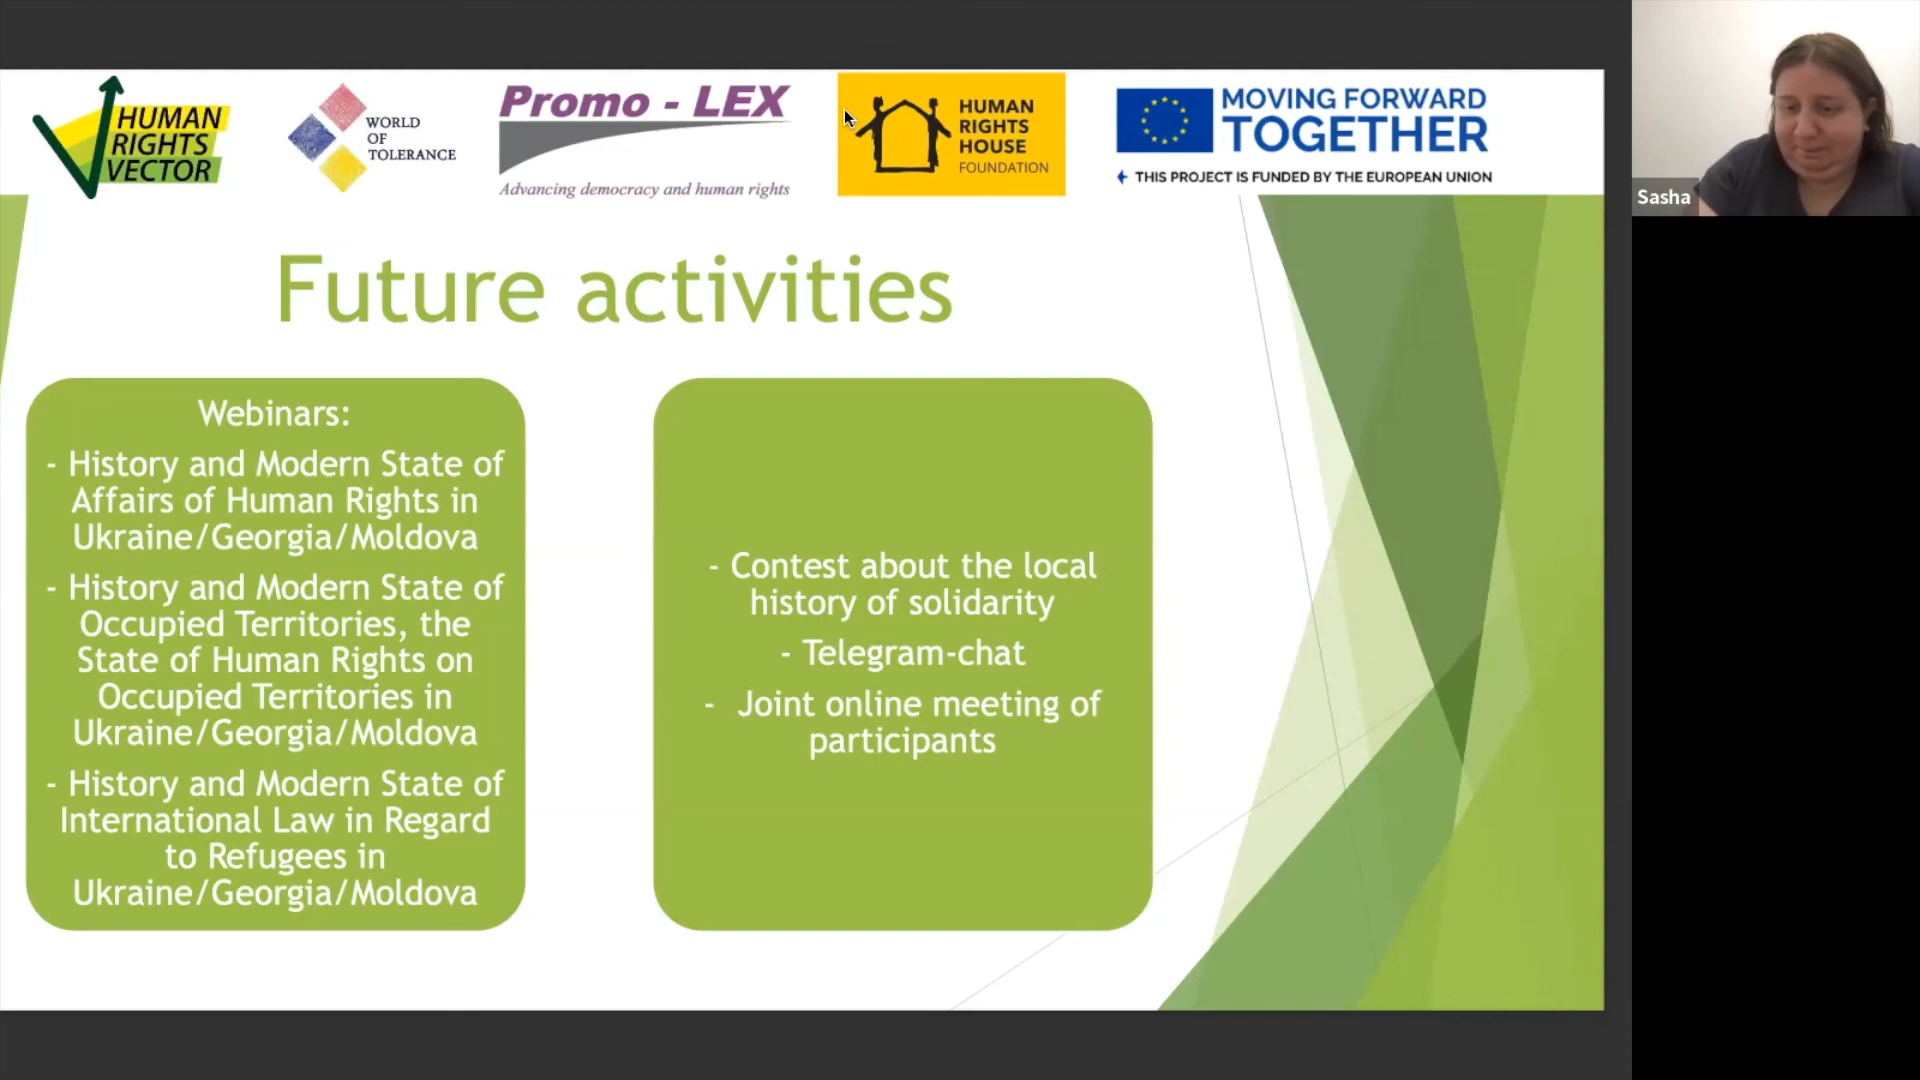 HUMAN
RIGHTS
VECTOR
WORLD
OF
TOLERANCE
Promo - LEX
Advancing democracy and human rights
HUMAN
RIGHTS
HOUSE
FOUNDATION
MOVING FORWARD
TOGETHER
THIS PROJECT IS FUNDED BY THE EUROPEAN UNION
Sasha
Future activities
Webinars:
- History and Modern State of
Affairs of Human Rights in
Ukraine/Georgia/Moldova
- History and Modern State of
Occupied Territories, the
State of Human Rights on
Occupied Territories in
Ukraine/Georgia/Moldova
- History and Modern State of
International Law in Regard
to Refugees in
Ukraine/Georgia/Moldova
- Contest about the local
history of solidarity
- Telegram-chat
- Joint online meeting of
participants